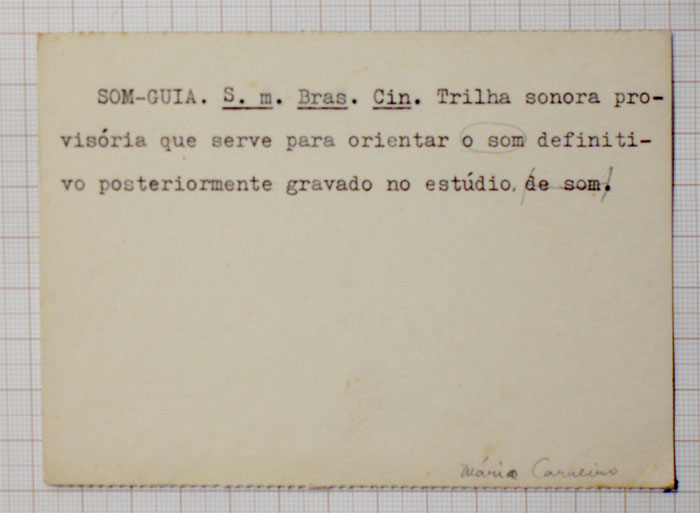 SOM-GUIA. S. m. Bras. Cin. Trilha sonora pro-
visória que serve para orientar o som definiti-
vo posteriormente gravado no estúdio. de som.
Mário Carneiro